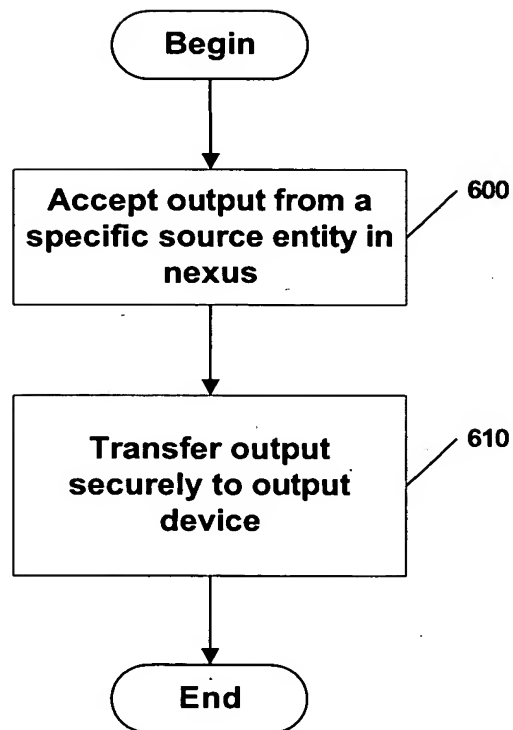 Begin
Accept output from a
specific source entity in
nexus
600
Transfer output
securely to output
device
610
End